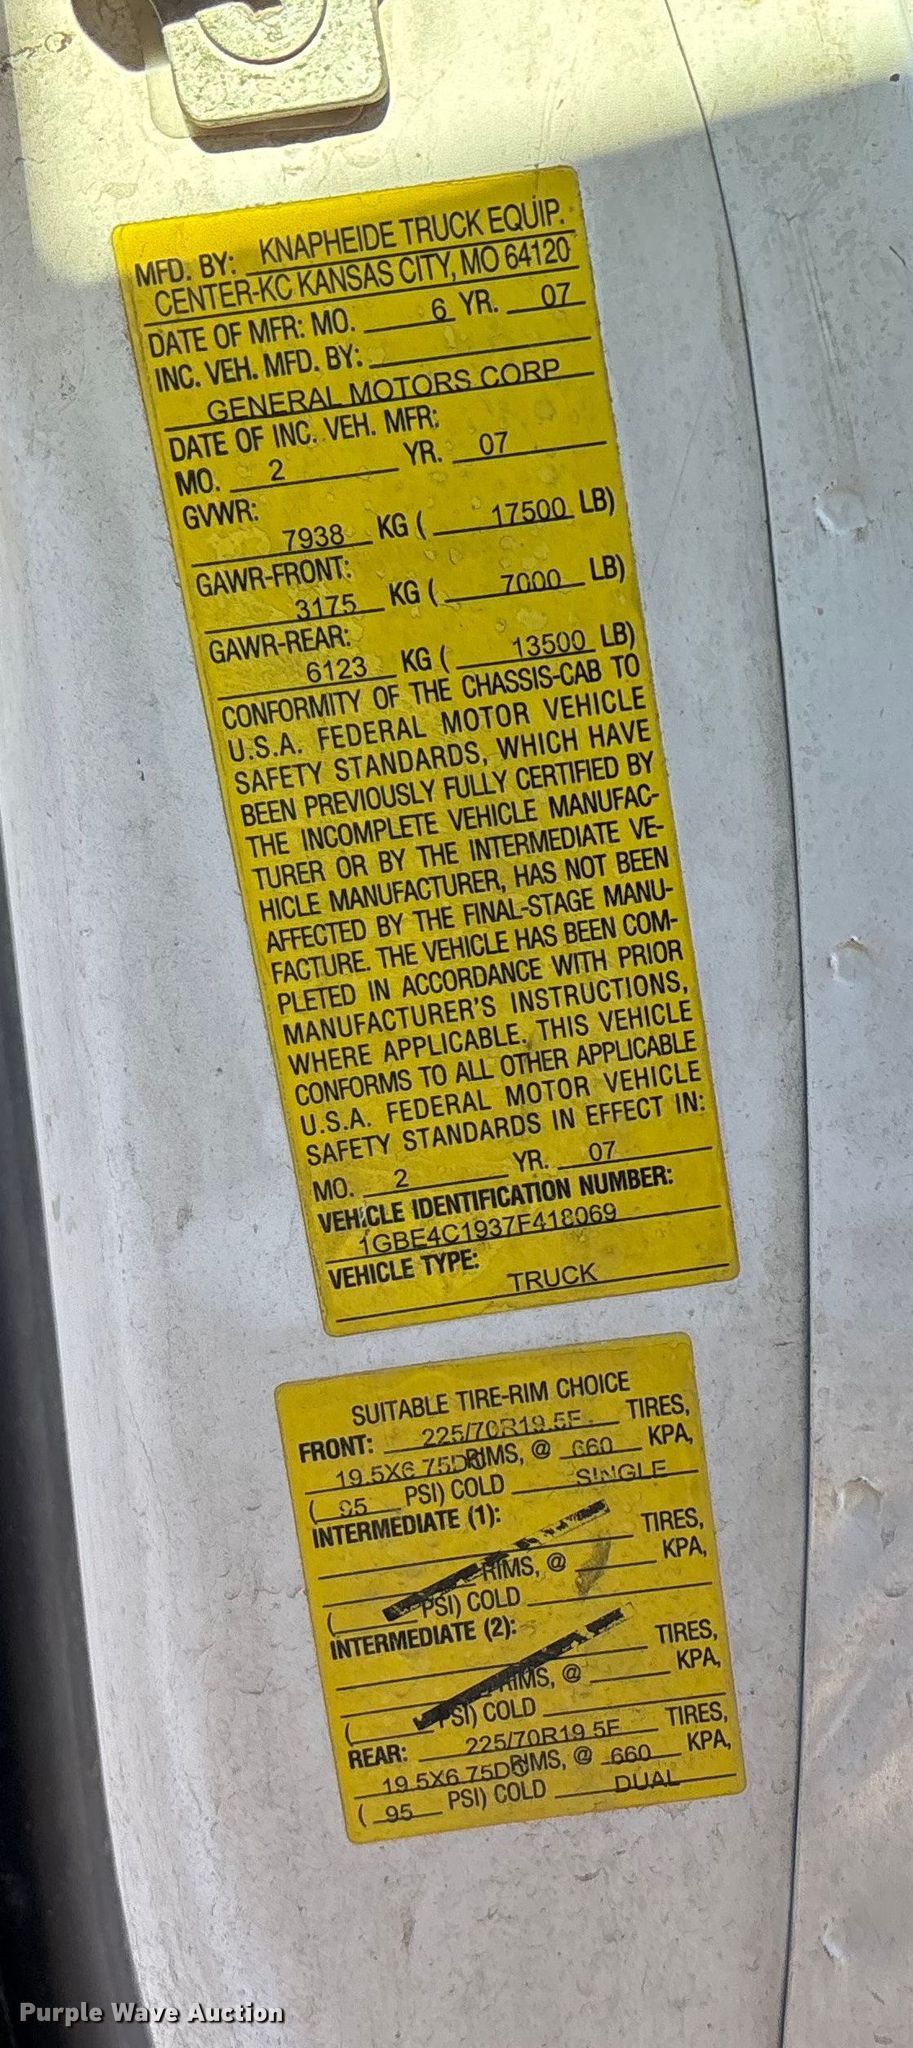 MFD. BY: KNAPHEIDE TRUCK EQUIP.
CENTER-KC KANSAS CITY, MO 64120
DATE OF MFR: MO. 6 YR. 07
INC. VEH. MFD. BY:
GENERAL MOTORS CORP
DATE OF INC. VEH. MFR:
MO. 2 YR. 07
GVWR:
7938 KG ( 17500 LB)
GAWR-FRONT:
3175 KG ( 7000 LB)
GAWR-REAR:
6123 KG ( 13500 LB)
CONFORMITY OF THE CHASSIS-CAB TO
U.S.A. FEDERAL MOTOR VEHICLE
SAFETY STANDARDS, WHICH HAVE
BEEN PREVIOUSLY FULLY CERTIFIED BY
THE INCOMPLETE VEHICLE MANUFAC-
TURER OR BY THE INTERMEDIATE VE-
HICLE MANUFACTURER, HAS NOT BEEN
AFFECTED BY THE FINAL-STAGE MANU-
FACTURE. THE VEHICLE HAS BEEN COM-
PLETED IN ACCORDANCE WITH PRIOR
MANUFACTURER'S INSTRUCTIONS,
WHERE APPLICABLE. THIS VEHICLE
CONFORMS TO ALL OTHER APPLICABLE
U.S.A. FEDERAL MOTOR VEHICLE
SAFETY STANDARDS IN EFFECT IN:
MO. 2 YR. 07
VEHICLE IDENTIFICATION NUMBER:
1GBE4C1937F418069
VEHICLE TYPE:
TRUCK
SUITABLE TIRE-RIM CHOICE
FRONT: 225/70R19.5F TIRES,
19.5X6.75DC RIMS, @ 660 KPA,
( 95 PSI) COLD SINGLE
INTERMEDIATE (1):
TIRES,
RIMS, @ KPA,
( PSI) COLD
INTERMEDIATE (2):
TIRES,
RIMS, @ KPA,
( PSI) COLD
REAR: 225/70R19.5F TIRES,
19.5X6.75DC RIMS, @ 660 KPA,
( 95 PSI) COLD DUAL
Purple Wave Auction